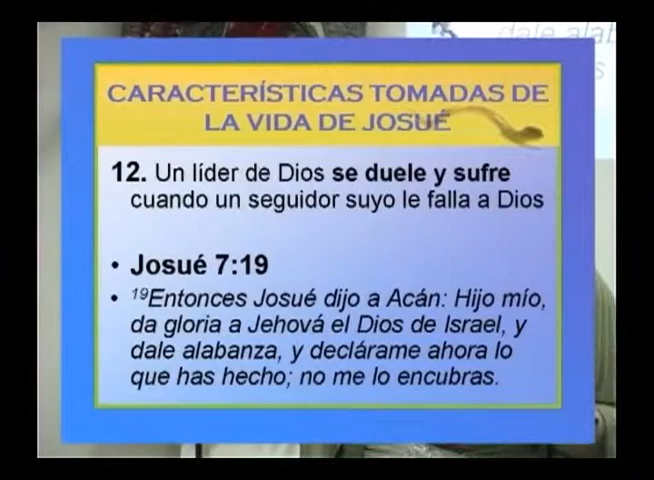 dale alab
s
CARACTERÍSTICAS TOMADAS DE
LA VIDA DE JOSUÉ
12. Un líder de Dios se duele y sufre
cuando un seguidor suyo le falla a Dios
• Josué 7:19
• 19Entonces Josué dijo a Acán: Hijo mío,
da gloria a Jehová el Dios de Israel, y
dale alabanza, y declárame ahora lo
que has hecho; no me lo encubras.